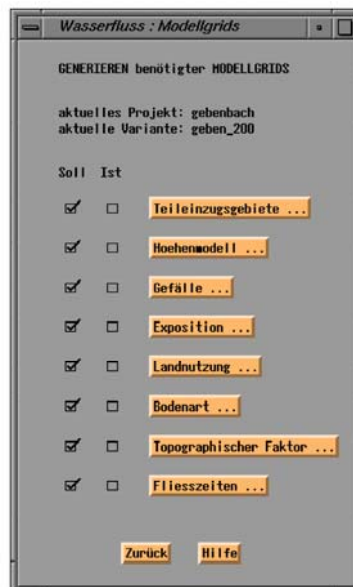 Wasserfluss : Modellgrids
GENERIEREN benötigter MODELLGRIDS
aktuelles Projekt: gebenbach
aktuelle Variante: geben_200
Soll Ist
Teileinzugsgebiete ...
Hoehenmodell ...
Gefälle ...
Exposition ...
Landnutzung ...
Bodenart ...
Topographischer Faktor ...
Fliesszeiten ...
Zurück Hilfe